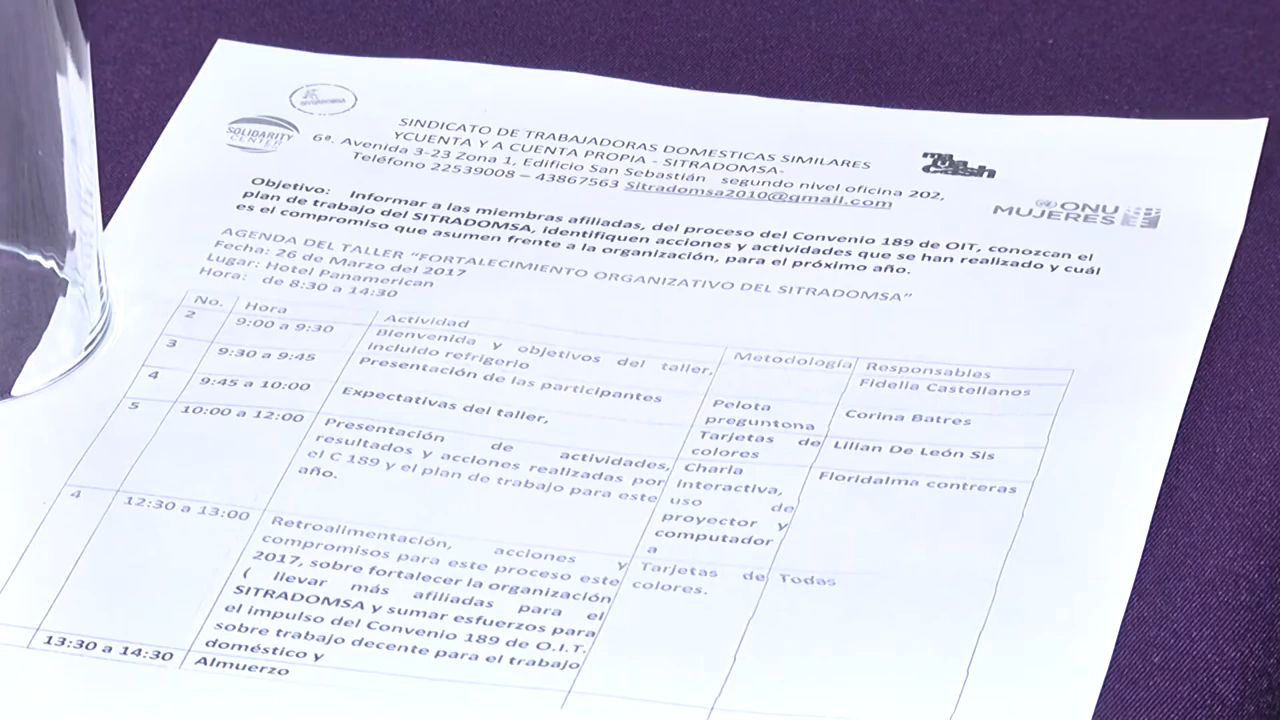 SITRADOMSA
SOLIDARITY
CENTER
SINDICATO DE TRABAJADORAS DOMESTICAS SIMILARES
YCUENTA Y A CUENTA PROPIA - SITRADOMSA-
6ª. Avenida 3-23 Zona 1, Edificio San Sebastián segundo nivel oficina 202,
Teléfono 22539008 – 43867563 Sitradomsa2010@gmail.com
ONU
MUJERES
Objetivo: Informar a las miembras afiliadas, del proceso del Convenio 189 de OIT, conozcan el
plan de trabajo del SITRADOMSA, identifiquen acciones y actividades que se han realizado y cuál
es el compromiso que asumen frente a la organización, para el próximo año.
AGENDA DEL TALLER “FORTALECIMIENTO ORGANIZATIVO DEL SITRADOMSA”
Fecha: 26 de Marzo del 2017
Lugar: Hotel Panamerican
Hora: de 8:30 a 14:30
No. Hora Actividad Metodología Responsables
2 9:00 a 9:30 Bienvenida y objetivos del taller, Fidelia Castellanos
Incluido refrigerio
3 9:30 a 9:45 Presentación de las participantes Pelota Corina Batres
preguntona
4 9:45 a 10:00 Expectativas del taller, Tarjetas de Lilian De León Sis
colores
5 10:00 a 12:00 Presentación de actividades, Charla Floridalma contreras
resultados y acciones realizadas por Interactiva,
el C 189 y el plan de trabajo para este uso de
año. proyector y
computador
a
4 12:30 a 13:00 Retroalimentación, acciones y Tarjetas de Todas
compromisos para este proceso este colores.
2017, sobre fortalecer la organización
( llevar más afiliadas para el
SITRADOMSA y sumar esfuerzos para
el impulso del Convenio 189 de O.I.T.
sobre trabajo decente para el trabajo
doméstico y
13:30 a 14:30 Almuerzo